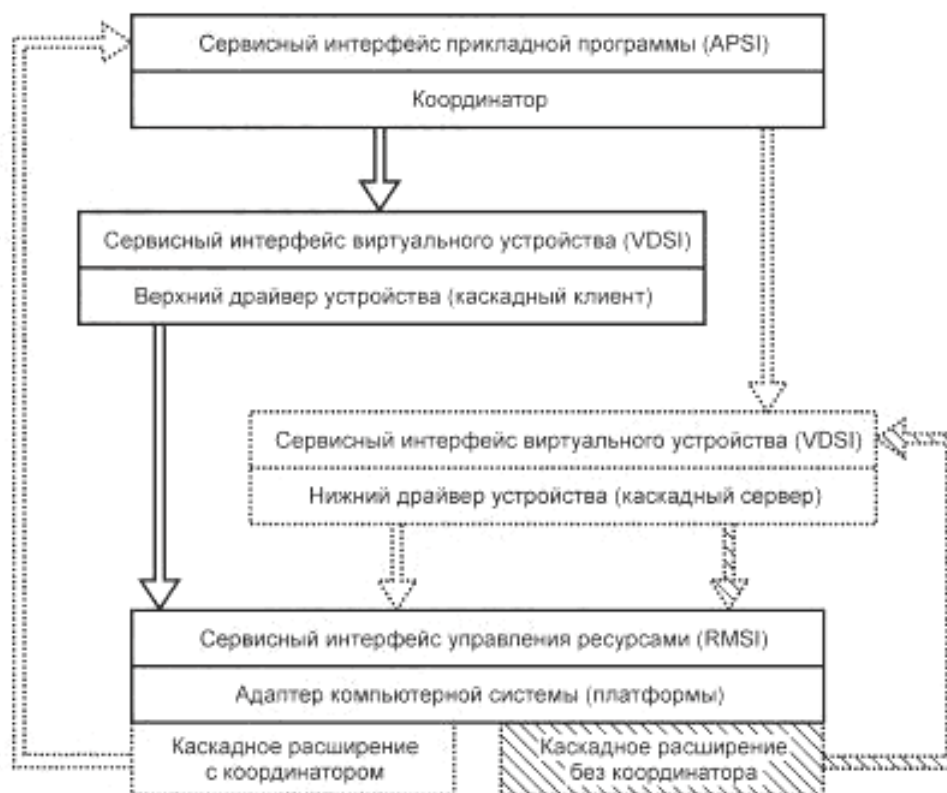 Сервисный интерфейс прикладной программы (APSI)
Координатор
Сервисный интерфейс виртуального устройства (VDSI)
Верхний драйвер устройства (каскадный клиент)
Сервисный интерфейс виртуального устройства (VDSI)
Нижний драйвер устройства (каскадный сервер)
Сервисный интерфейс управления ресурсами (RMSI)
Адаптер компьютерной системы (платформы)
Каскадное расширение
с координатором
Каскадное расширение
без координатора